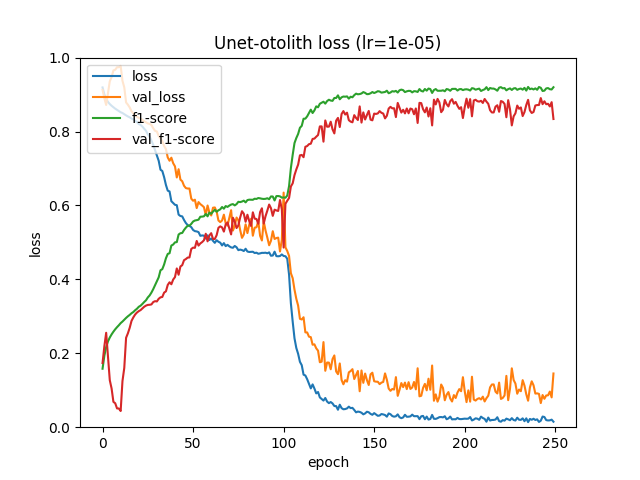 Unet-otolith loss (lr=1e-05)
loss
val_loss
f1-score
val_f1-score
1.0
0.8
0.6
0.4
0.2
0.0
loss
0 50 100 150 200 250
epoch